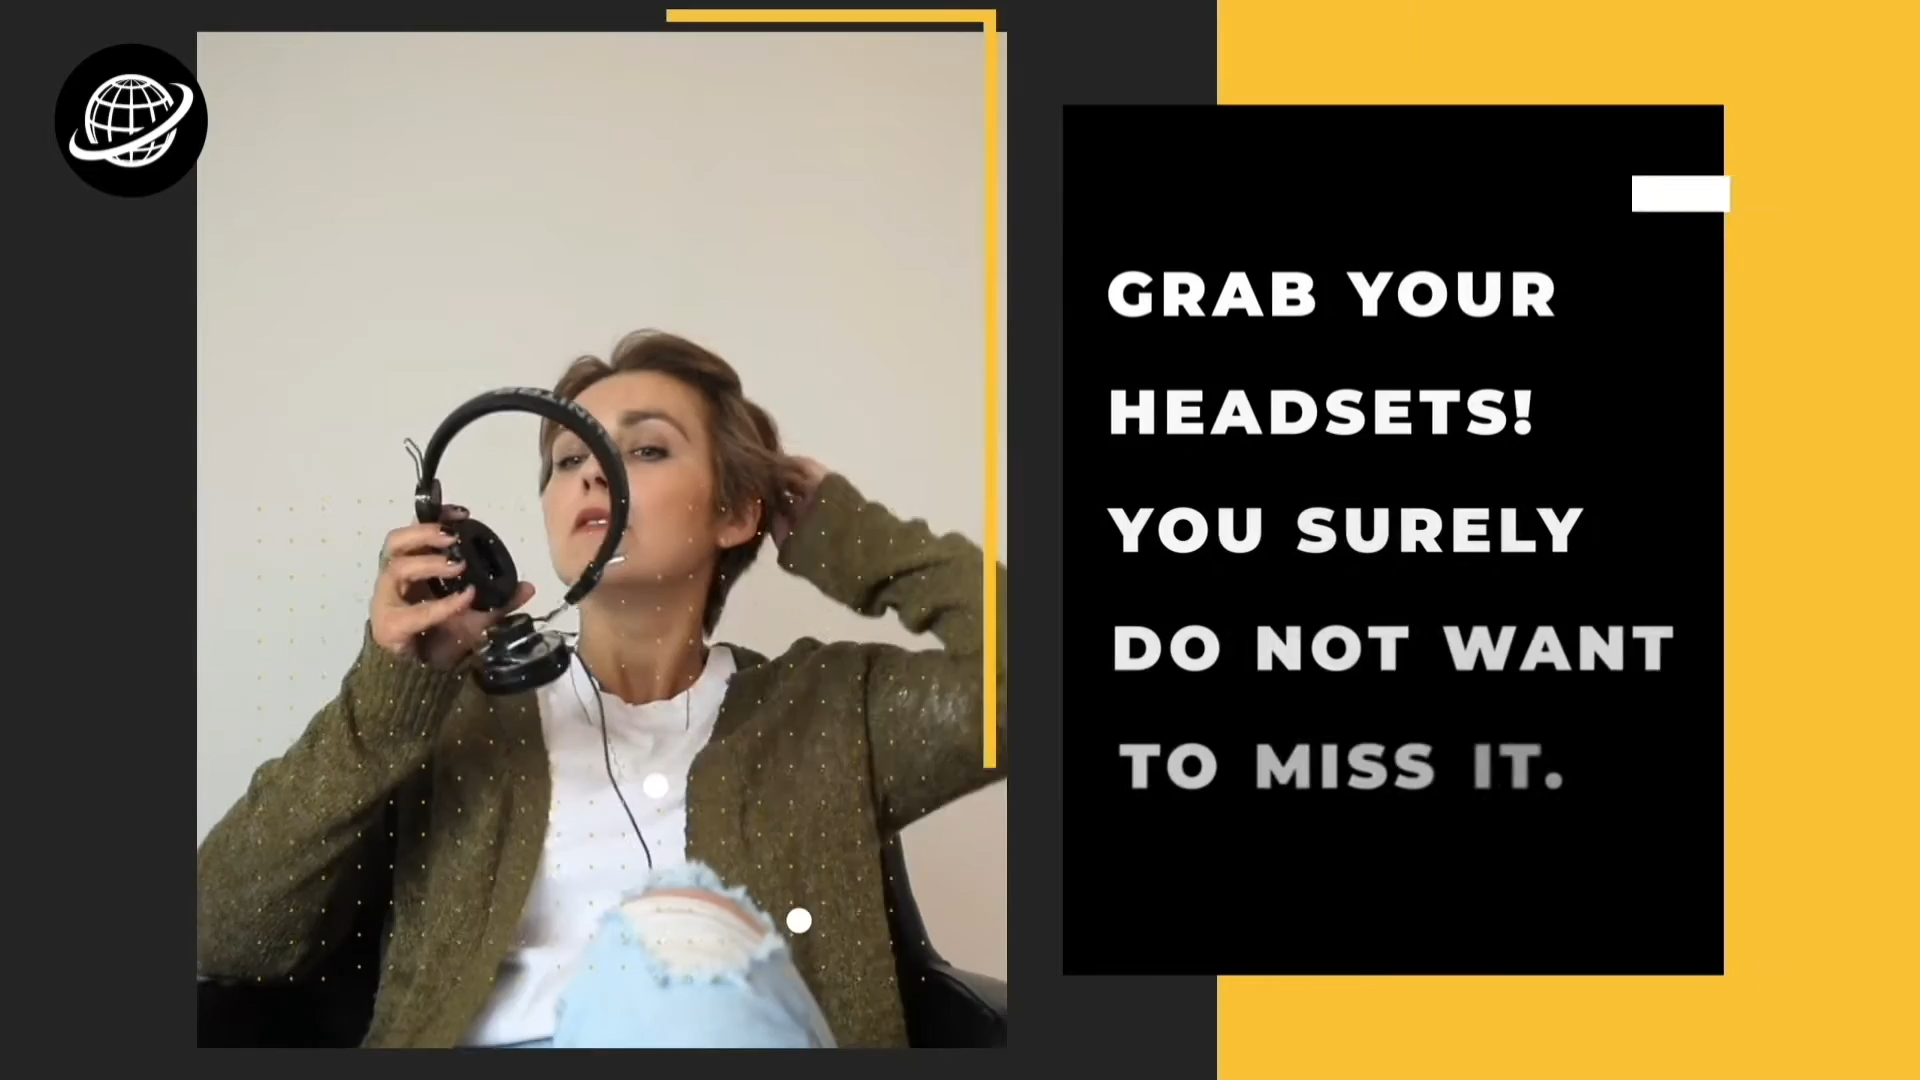 GRAB YOUR
HEADSETS!
YOU SURELY
DO NOT WANT
TO MISS IT.